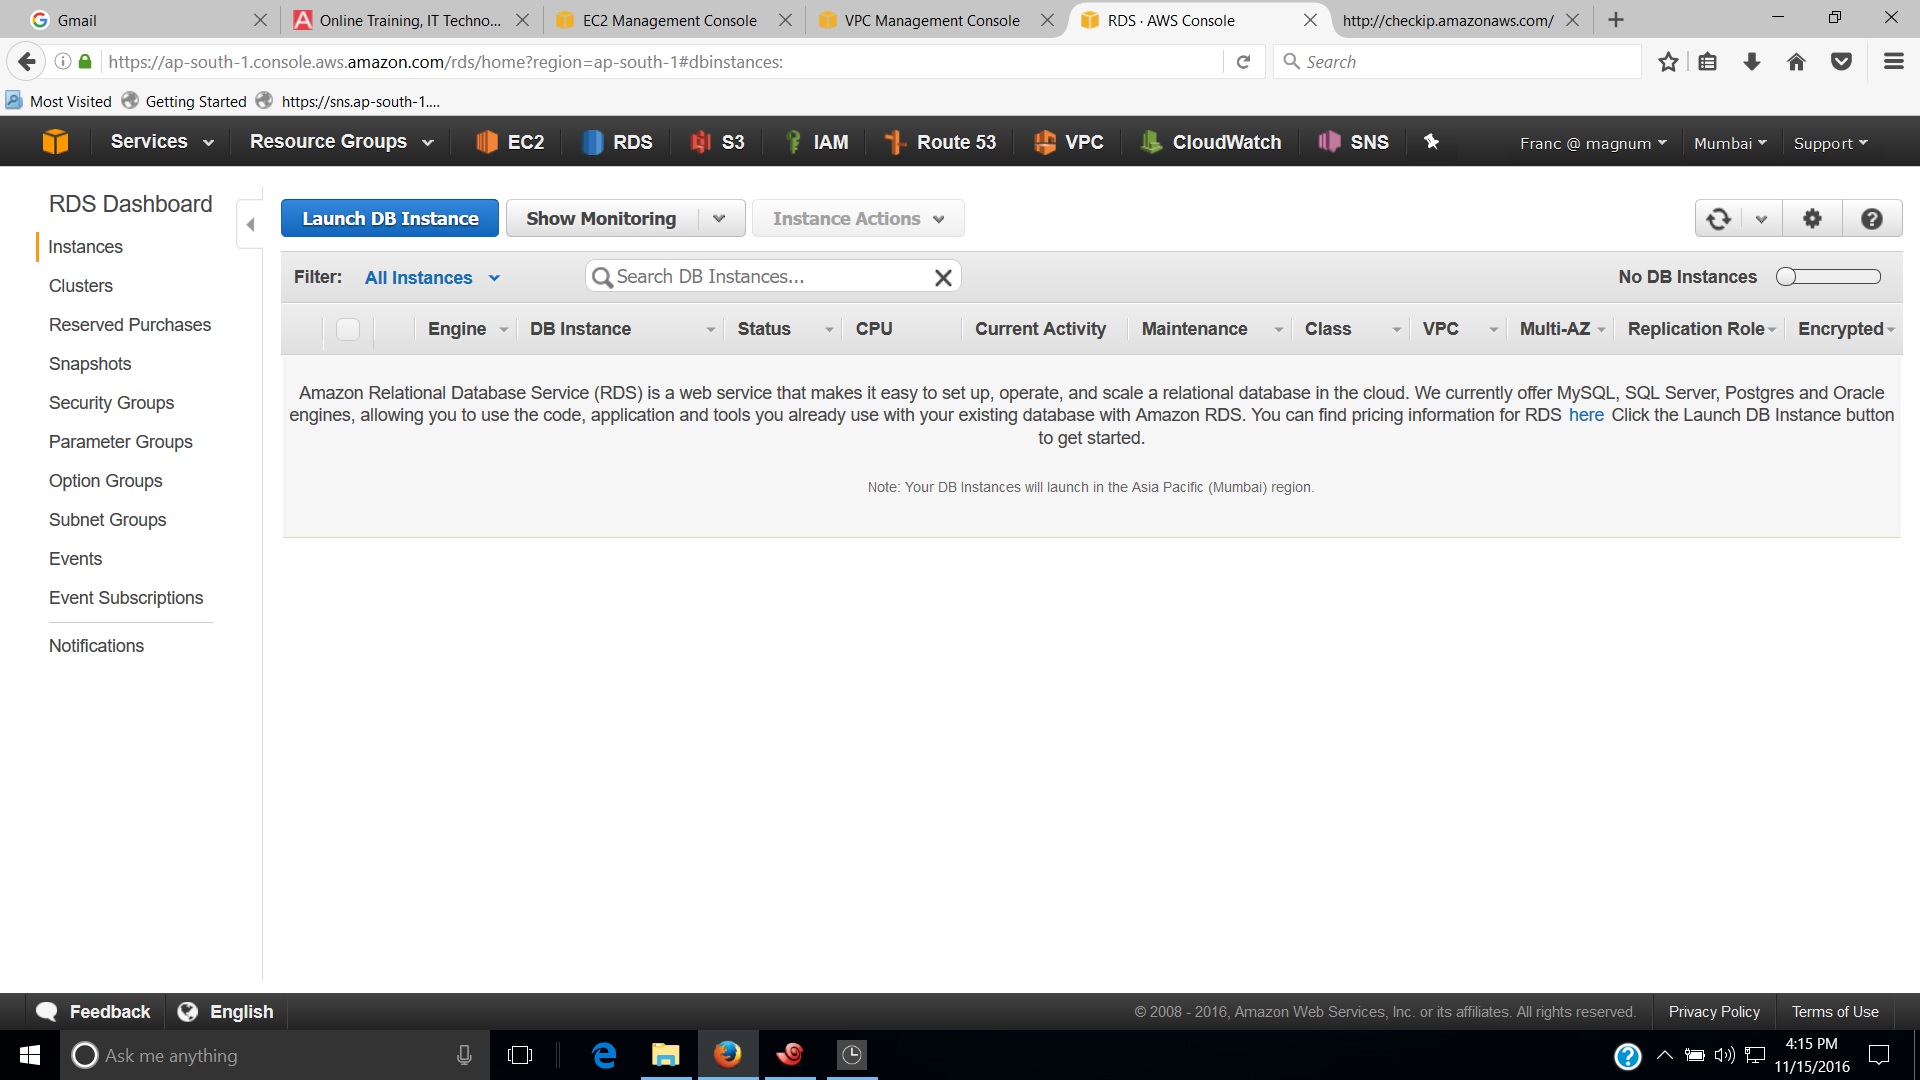 Gmail
Online Training, IT Techno...
EC2 Management Console
VPC Management Console
RDS · AWS Console
http://checkip.amazonaws.com/
https://ap-south-1.console.aws.amazon.com/rds/home?region=ap-south-1#dbinstances:
Search
Most Visited
Getting Started
https://sns.ap-south-1....
Services
Resource Groups
EC2
RDS
S3
IAM
Route 53
VPC
CloudWatch
SNS
Franc @ magnum
Mumbai
Support
RDS Dashboard
Instances
Clusters
Reserved Purchases
Snapshots
Security Groups
Parameter Groups
Option Groups
Subnet Groups
Events
Event Subscriptions
Notifications
Launch DB Instance
Show Monitoring
Instance Actions
Filter: All Instances
Search DB Instances...
No DB Instances
Engine
DB Instance
Status
CPU
Current Activity
Maintenance
Class
VPC
Multi-AZ
Replication Role
Encrypted
Amazon Relational Database Service (RDS) is a web service that makes it easy to set up, operate, and scale a relational database in the cloud. We currently offer MySQL, SQL Server, Postgres and Oracle
engines, allowing you to use the code, application and tools you already use with your existing database with Amazon RDS. You can find pricing information for RDS here Click the Launch DB Instance button
to get started.
Note: Your DB Instances will launch in the Asia Pacific (Mumbai) region.
Feedback
English
© 2008 - 2016, Amazon Web Services, Inc. or its affiliates. All rights reserved.
Privacy Policy
Terms of Use
Ask me anything
4:15 PM
11/15/2016